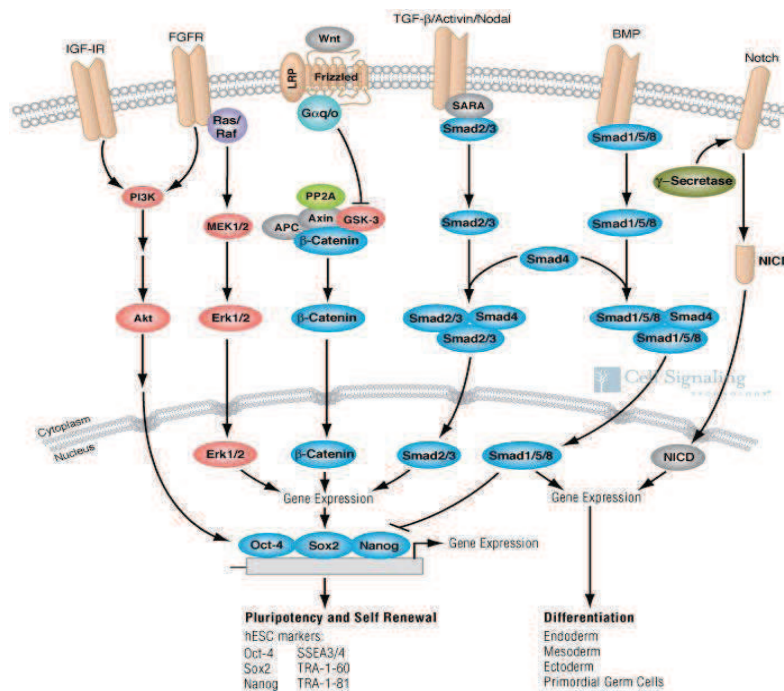 TGF-β/Activin/Nodal
Wnt
BMP
IGF-IR
FGFR
Notch
LRP
Frizzled
SARA
Ras/
Raf
Gαq/o
Smad2/3
Smad1/5/8
γ-Secretase
PI3K
PP2A
MEK1/2
APC
Axin
GSK-3
β-Catenin
Smad2/3
Smad1/5/8
Smad4
NICD
Akt
Erk1/2
β-Catenin
Smad2/3
Smad4
Smad2/3
Smad1/5/8
Smad4
Smad1/5/8
Cell Signaling
TECHNOLOGY®
Cytoplasm
Nucleus
Erk1/2
β-Catenin
Smad2/3
Smad1/5/8
NICD
Gene Expression
Gene Expression
Oct-4
Sox2
Nanog
Gene Expression
Pluripotency and Self Renewal
hESC markers:
Oct-4 SSEA3/4
Sox2 TRA-1-60
Nanog TRA-1-81
Differentiation
Endoderm
Mesoderm
Ectoderm
Primordial Germ Cells